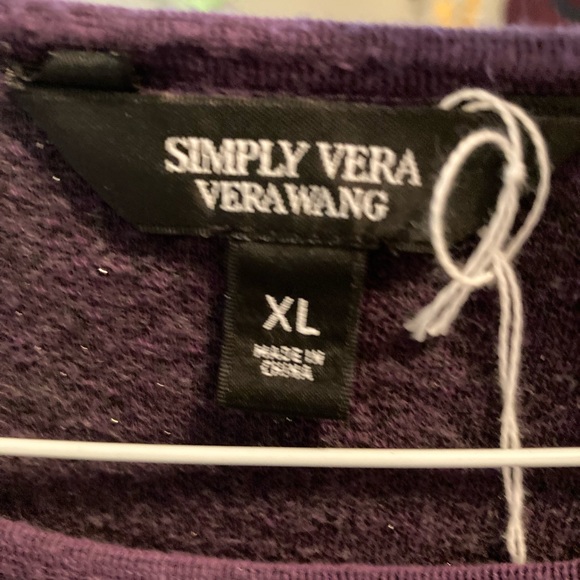 SIMPLY VERA
VERA WANG
XL
MADE IN
CHINA